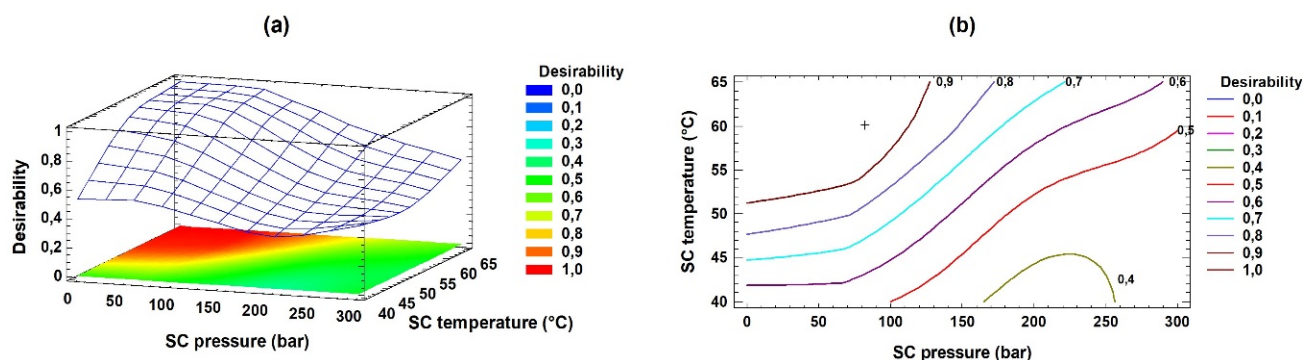 (a)
Desirability
1
0,8
0,6
0,4
0,2
0
0 50 100 150 200 250 300
SC pressure (bar)
40 45 50 55 60 65
SC temperature (°C)
Desirability
0,0
0,1
0,2
0,3
0,4
0,5
0,6
0,7
0,8
0,9
1,0
(b)
SC temperature (°C)
65
60
55
50
45
40
0,9 0,8 0,7 0,6
0,5
0,4
0 50 100 150 200 250 300
SC pressure (bar)
Desirability
0,0
0,1
0,2
0,3
0,4
0,5
0,6
0,7
0,8
0,9
1,0